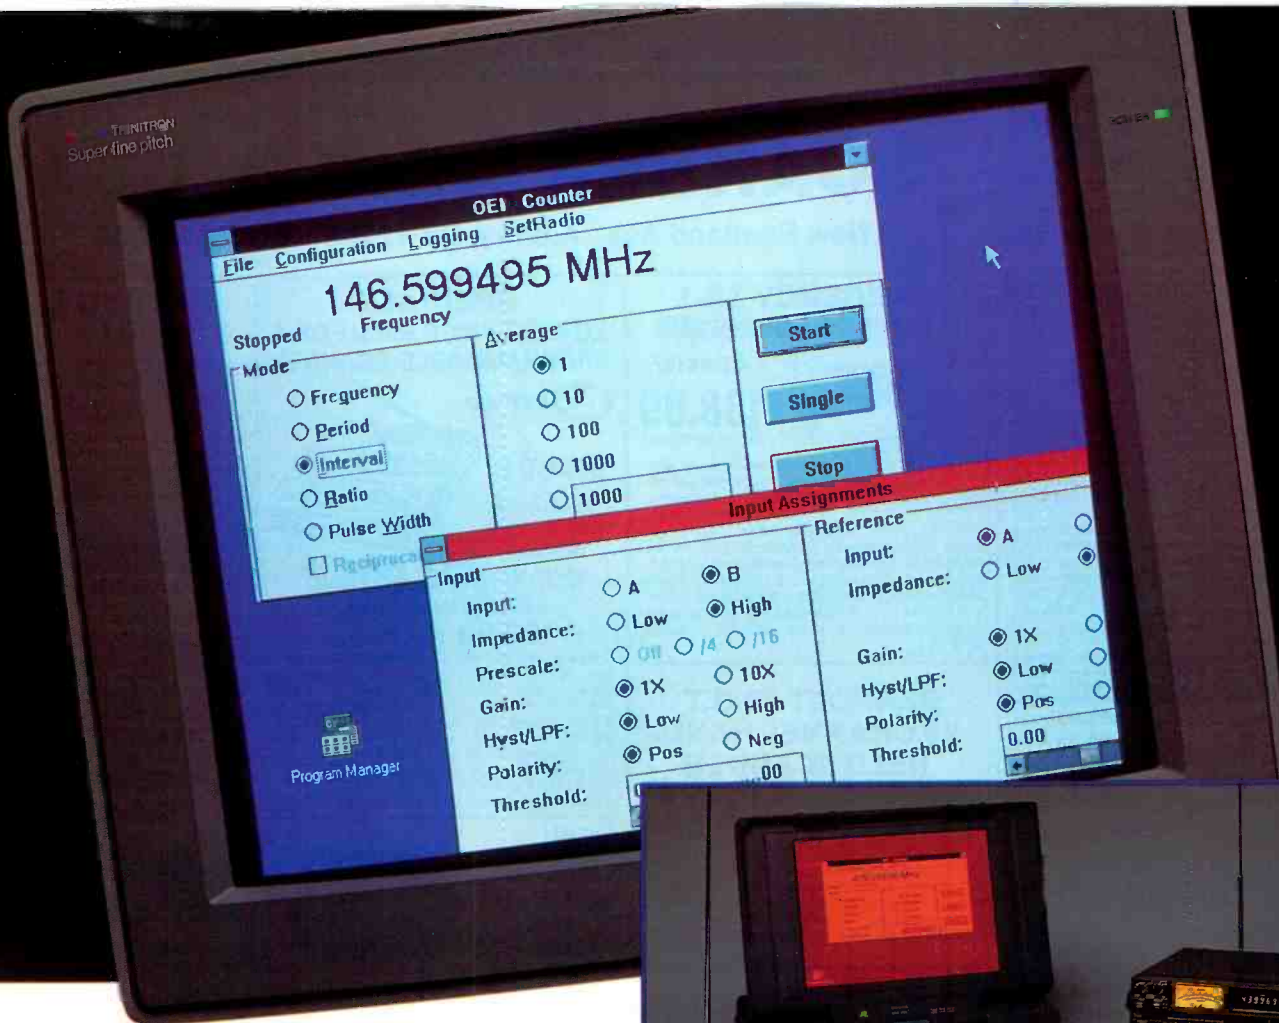 TRINITRON
Super fine pitch
POWER
OEI Counter
File Configuration Logging SetRadio
146.599495 MHz
Stopped Frequency
Mode
Frequency
Period
Interval
Ratio
Pulse Width
Reciprocal
Average
1
10
100
1000
1000
Start
Single
Stop
Input Assignments
Input
Input: A B
Impedance: Low High
Prescale: Off /4 /16
Gain: 1X 10X
Hyst/LPF: Low High
Polarity: Pos Neg
Threshold: 00
Reference
Input: A
Impedance: Low
Gain: 1X
Hyst/LPF: Low
Polarity: Pos
Threshold: 0.00
Program Manager